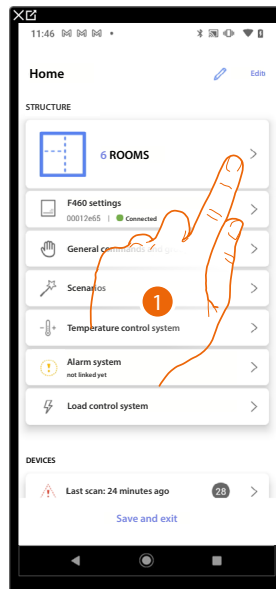 11:46
Home
Edit
STRUCTURE
6 ROOMS
F460 settings
00012e65 | Connected
General commands and g
Scenarios
1
Temperature control system
Alarm system
not linked yet
Load control system
DEVICES
Last scan: 24 minutes ago
28
Save and exit